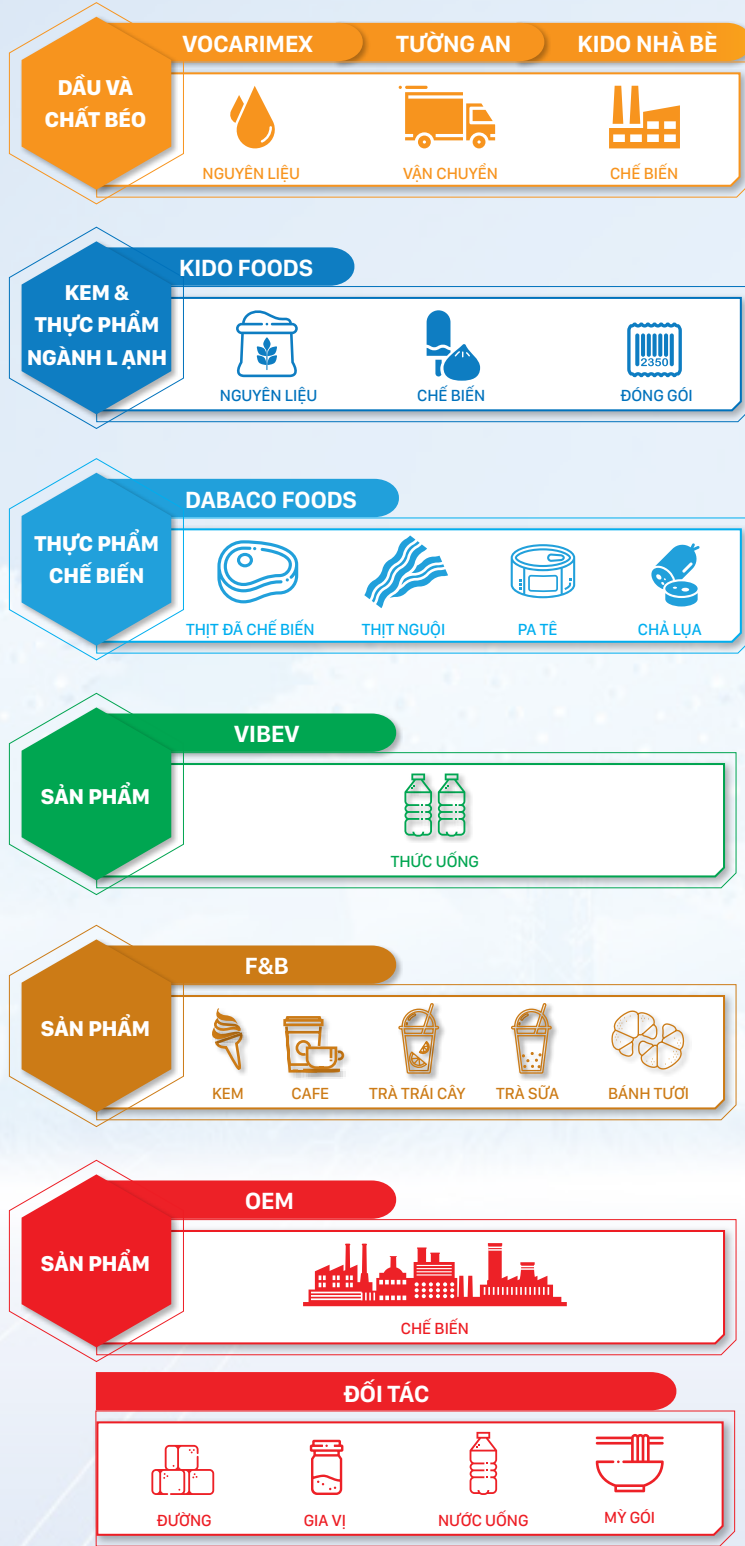 VOCARIMEX TƯỜNG AN KIDO NHÀ BÈ
DẦU VÀ
CHẤT BÉO
NGUYÊN LIỆU VẬN CHUYỂN CHẾ BIẾN
KIDO FOODS
KEM &
THỰC PHẨM
NGÀNH L ẠNH
2350
NGUYÊN LIỆU CHẾ BIẾN ĐÓNG GÓI
DABACO FOODS
THỰC PHẨM
CHẾ BIẾN
THỊT ĐÃ CHẾ BIẾN THỊT NGUỘI PA TÊ CHẢ LỤA
VIBEV
SẢN PHẨM
THỨC UỐNG
F&B
SẢN PHẨM
KEM CAFE TRÀ TRÁI CÂY TRÀ SỮA BÁNH TƯƠI
OEM
SẢN PHẨM
CHẾ BIẾN
ĐỐI TÁC
ĐƯỜNG GIA VỊ NƯỚC UỐNG MỲ GÓI